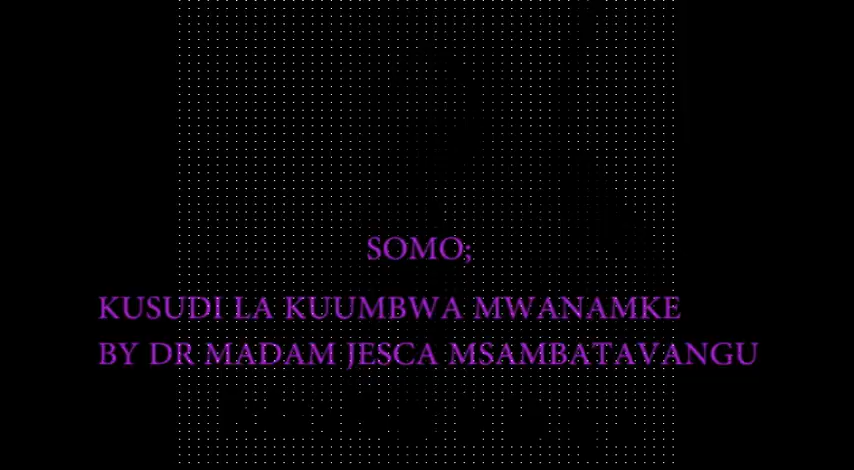 SOMO;
KUSUDI LA KUUMBWA MWANAMKE
BY DR MADAM JESCA MSAMBATAVANGU